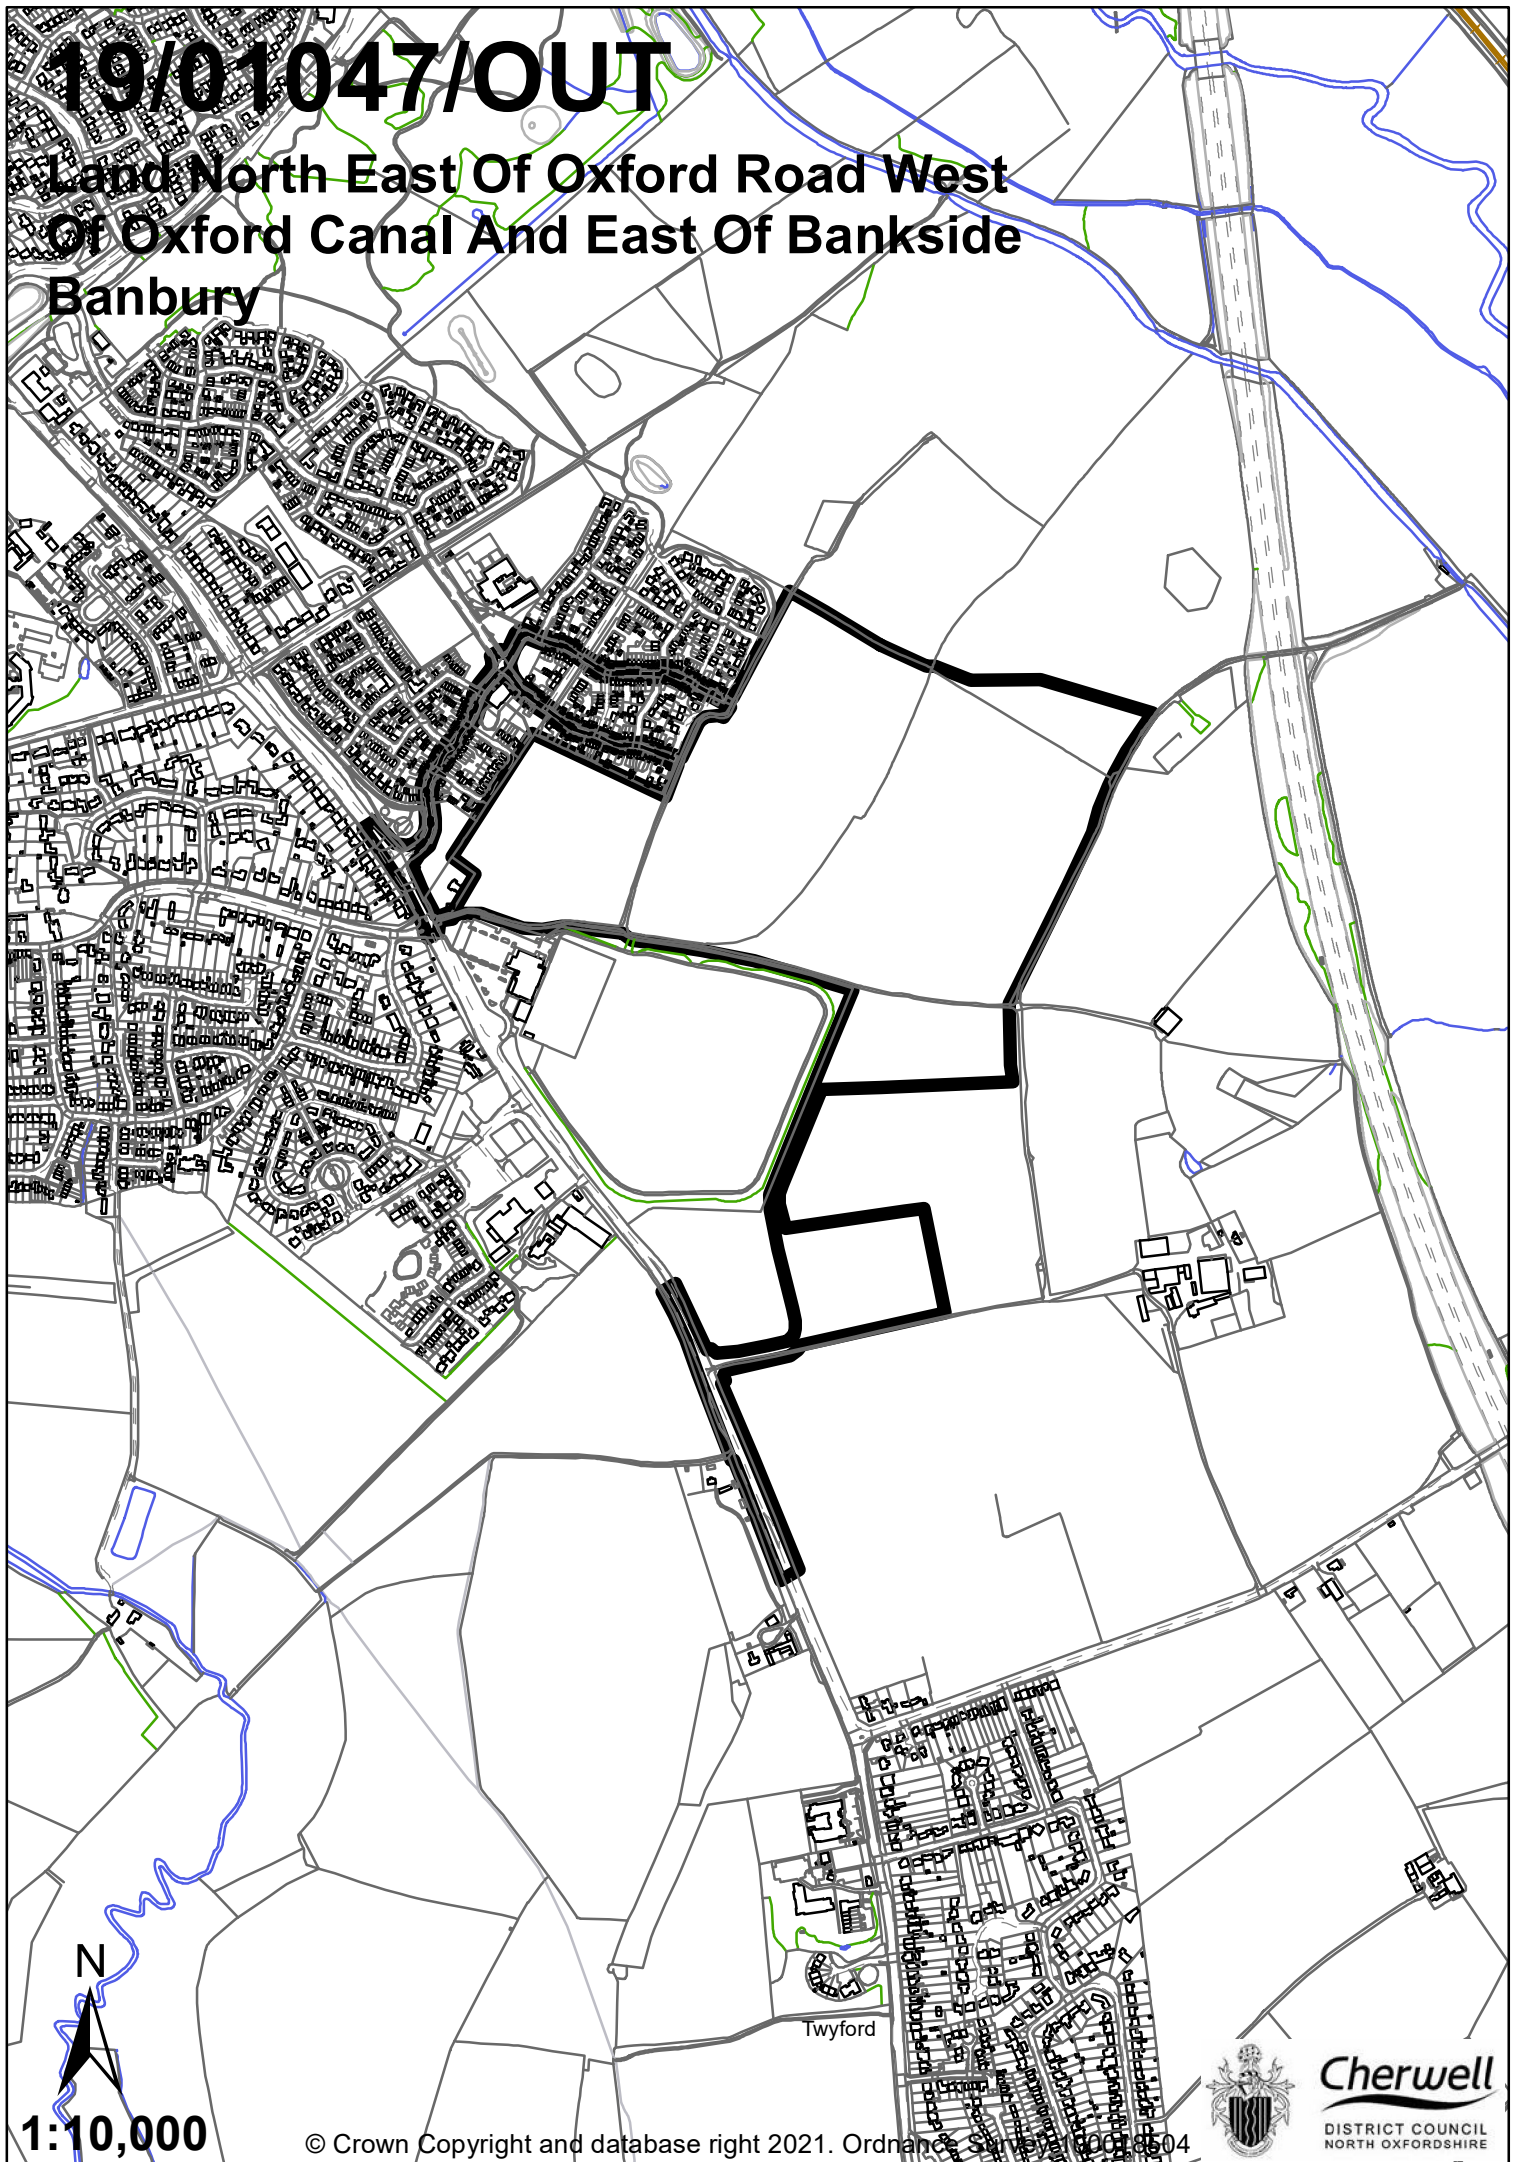 19/01047/OUT
Land North East Of Oxford Road West
Of Oxford Canal And East Of Bankside
Banbury
N
Twyford
1:10,000
© Crown Copyright and database right 2021. Ordnance Survey 100018504
Cherwell
DISTRICT COUNCIL
NORTH OXFORDSHIRE